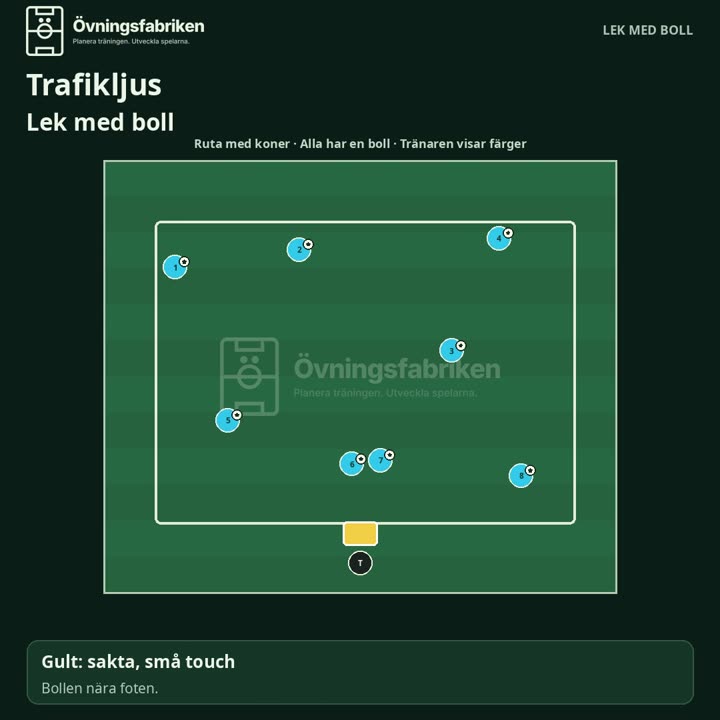 Övningsfabriken
Planera träningen. Utveckla spelarna.
LEK MED BOLL
Trafikljus
Lek med boll
Ruta med koner · Alla har en boll · Tränaren visar färger
4
2
1
3
Övningsfabriken
Planera träningen. Utveckla spelarna.
5
6
7
8
T
Gult: sakta, små touch
Bollen nära foten.